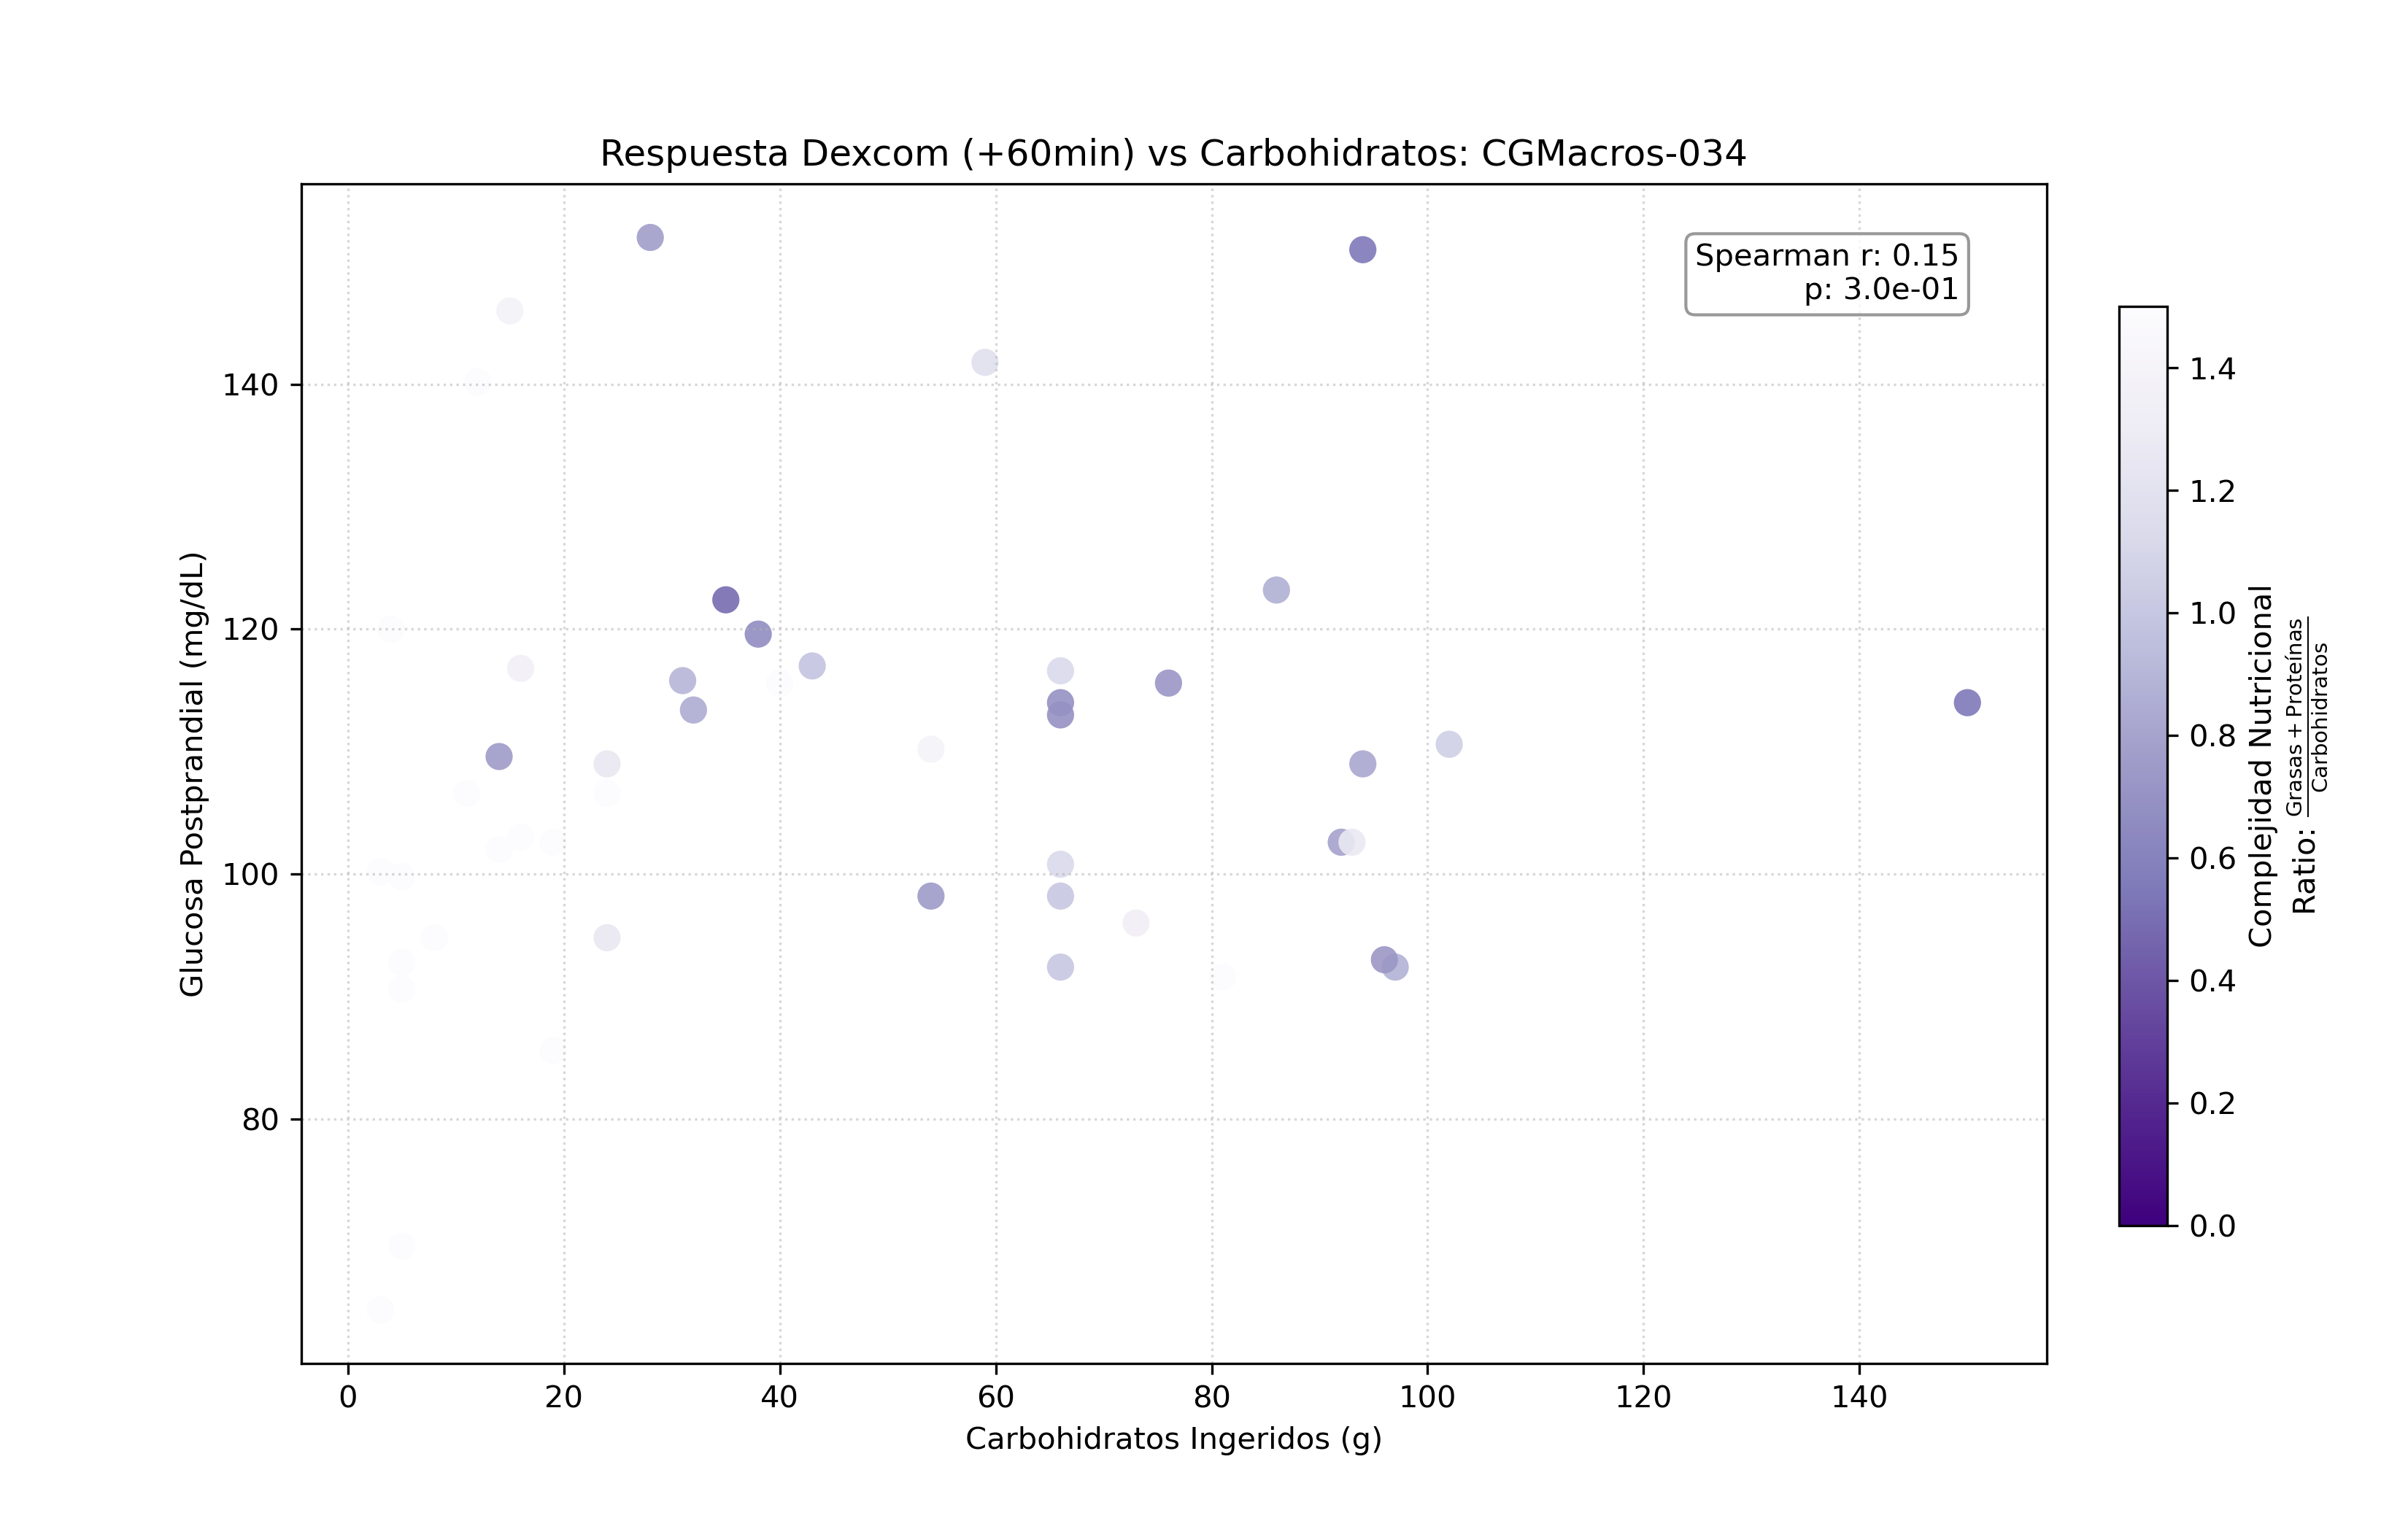 Respuesta Dexcom (+60min) vs Carbohidratos: CGMacros-034
Spearman r: 0.15
p: 3.0e-01
Glucosa Postprandial (mg/dL)
140
120
100
80
0
20
40
60
80
100
120
140
Carbohidratos Ingeridos (g)
1.4
1.2
1.0
0.8
0.6
0.4
0.2
0.0
Complejidad Nutricional
Ratio: Grasas + Proteínas
Carbohidratos